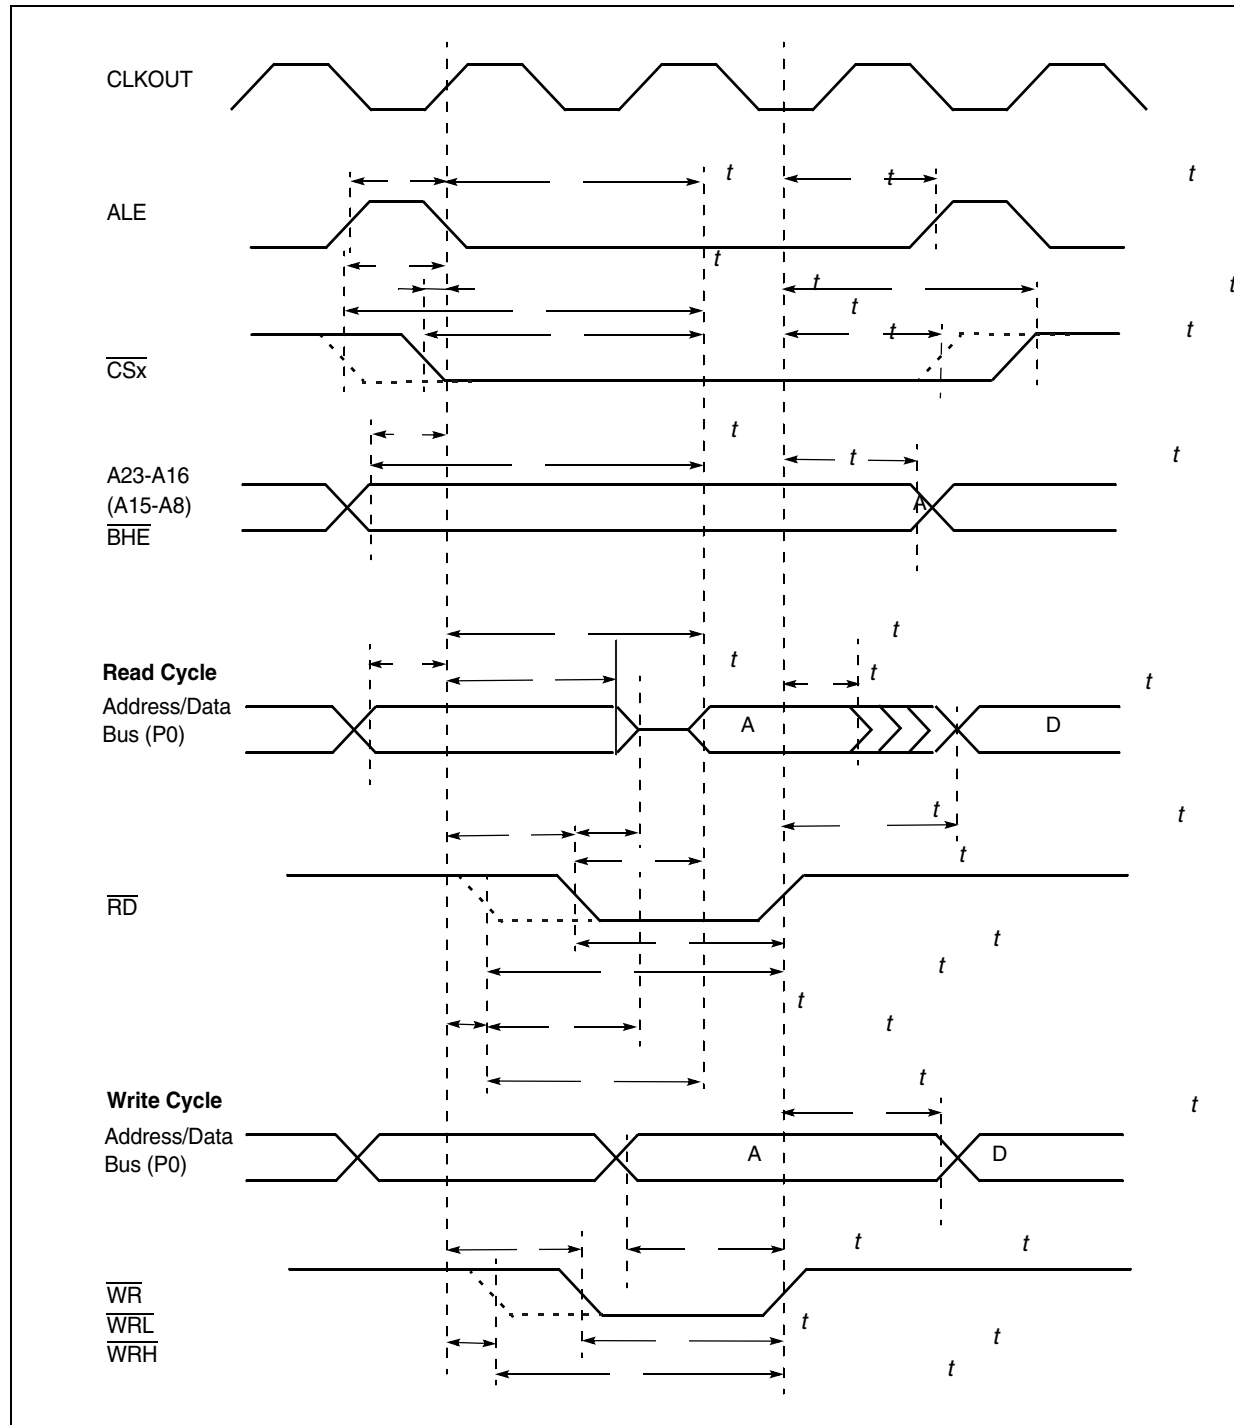 CLKOUT
t t t
ALE
t
t t
t
t t
CSx
t
A23-A16 t t
(A15-A8) A
BHE
t
Read Cycle t t t
Address/Data
Bus (P0) A D
t t
t
RD
t
t
t
t
t
Write Cycle t
Address/Data
Bus (P0) A D
t t
WR
WRL t
WRH t
t